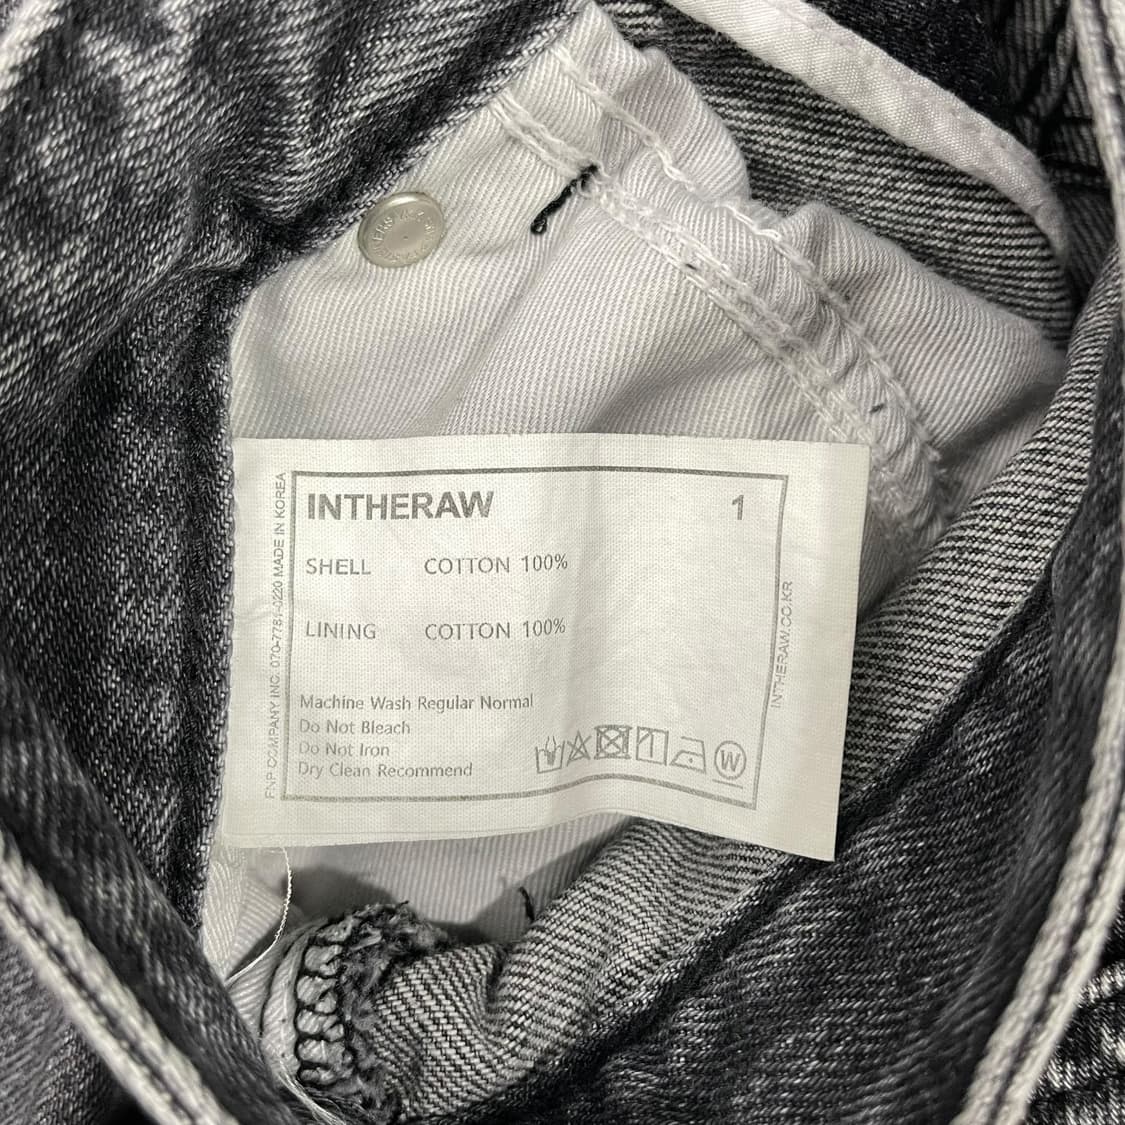 INTHERAW 1
SHELL COTTON 100%
LINING COTTON 100%
Machine Wash Regular Normal
Do Not Bleach
Do Not Iron
Dry Clean Recommend
W
FNP COMPANY INC. 070-7781-0220 MADE IN KOREA
INTHERAW.CO.KR